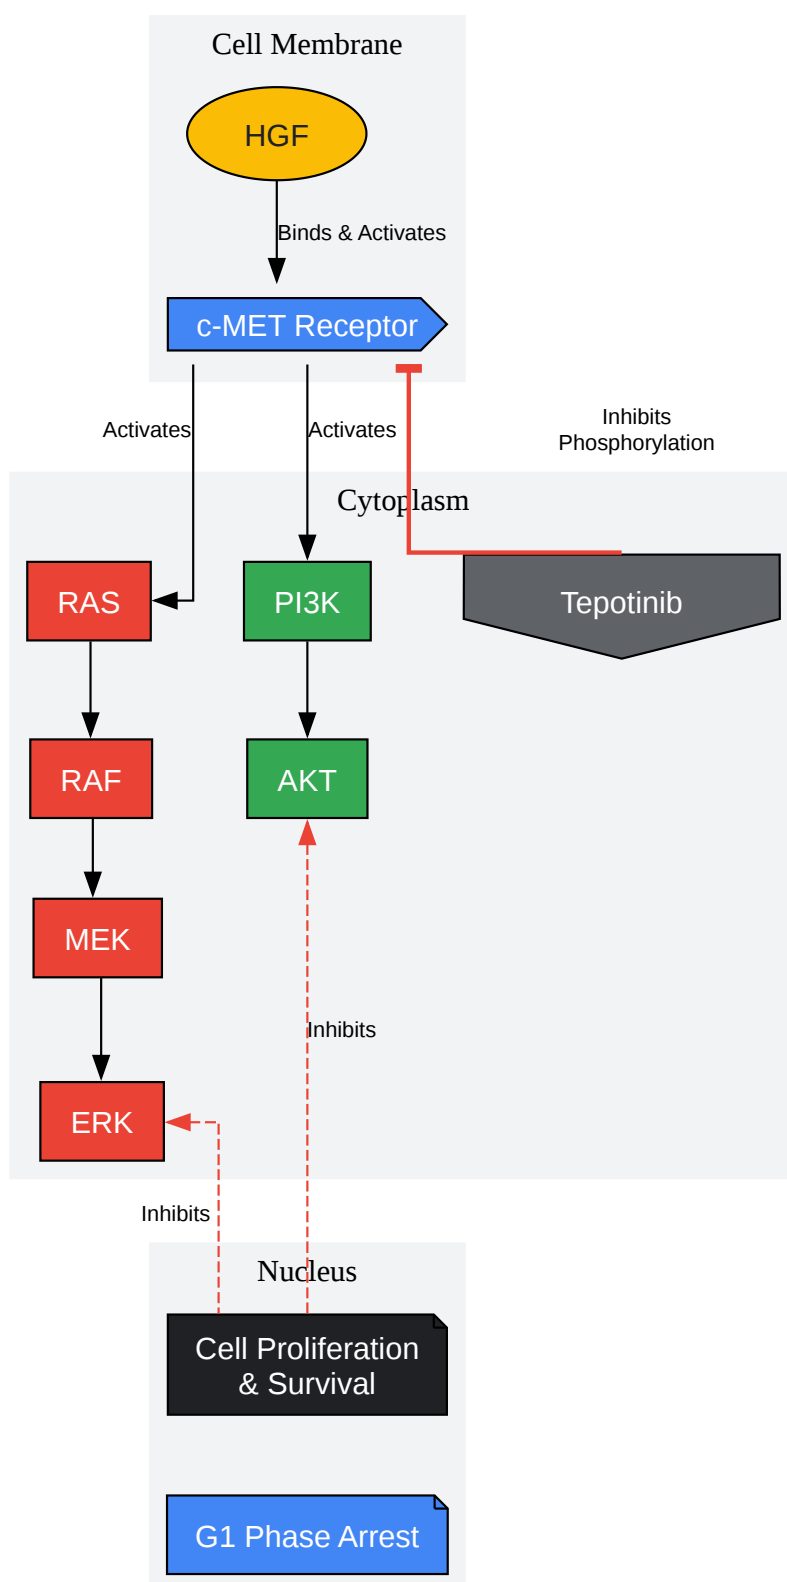 Cell Membrane
HGF
Binds & Activates
c-MET Receptor
Activates
Activates
Inhibits
Phosphorylation
Cytoplasm
RAS
PI3K
Tepotinib
RAF
AKT
MEK
Inhibits
ERK
Inhibits
Nucleus
Cell Proliferation
& Survival
G1 Phase Arrest